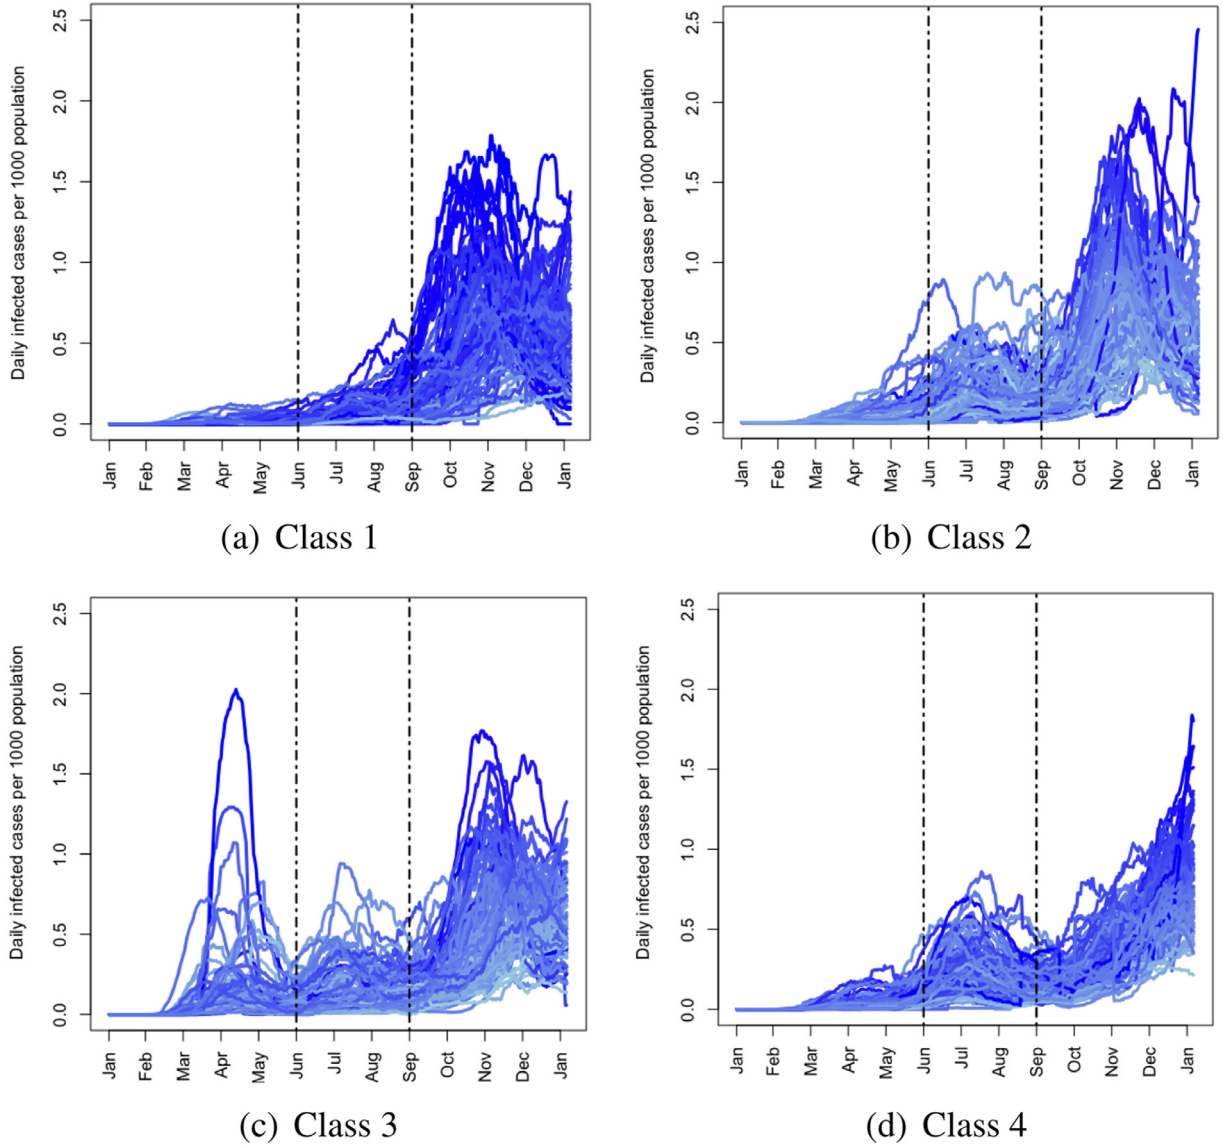 Daily infected cases per 1000 population
2.5
2.0
1.5
1.0
0.5
0.0
Jan Feb Mar Apr May Jun Jul Aug Sep Oct Nov Dec Jan
(a) Class 1
Daily infected cases per 1000 population
2.5
2.0
1.5
1.0
0.5
0.0
Jan Feb Mar Apr May Jun Jul Aug Sep Oct Nov Dec Jan
(b) Class 2
Daily infected cases per 1000 population
2.5
2.0
1.5
1.0
0.5
0.0
Jan Feb Mar Apr May Jun Jul Aug Sep Oct Nov Dec Jan
(c) Class 3
Daily infected cases per 1000 population
2.5
2.0
1.5
1.0
0.5
0.0
Jan Feb Mar Apr May Jun Jul Aug Sep Oct Nov Dec Jan
(d) Class 4